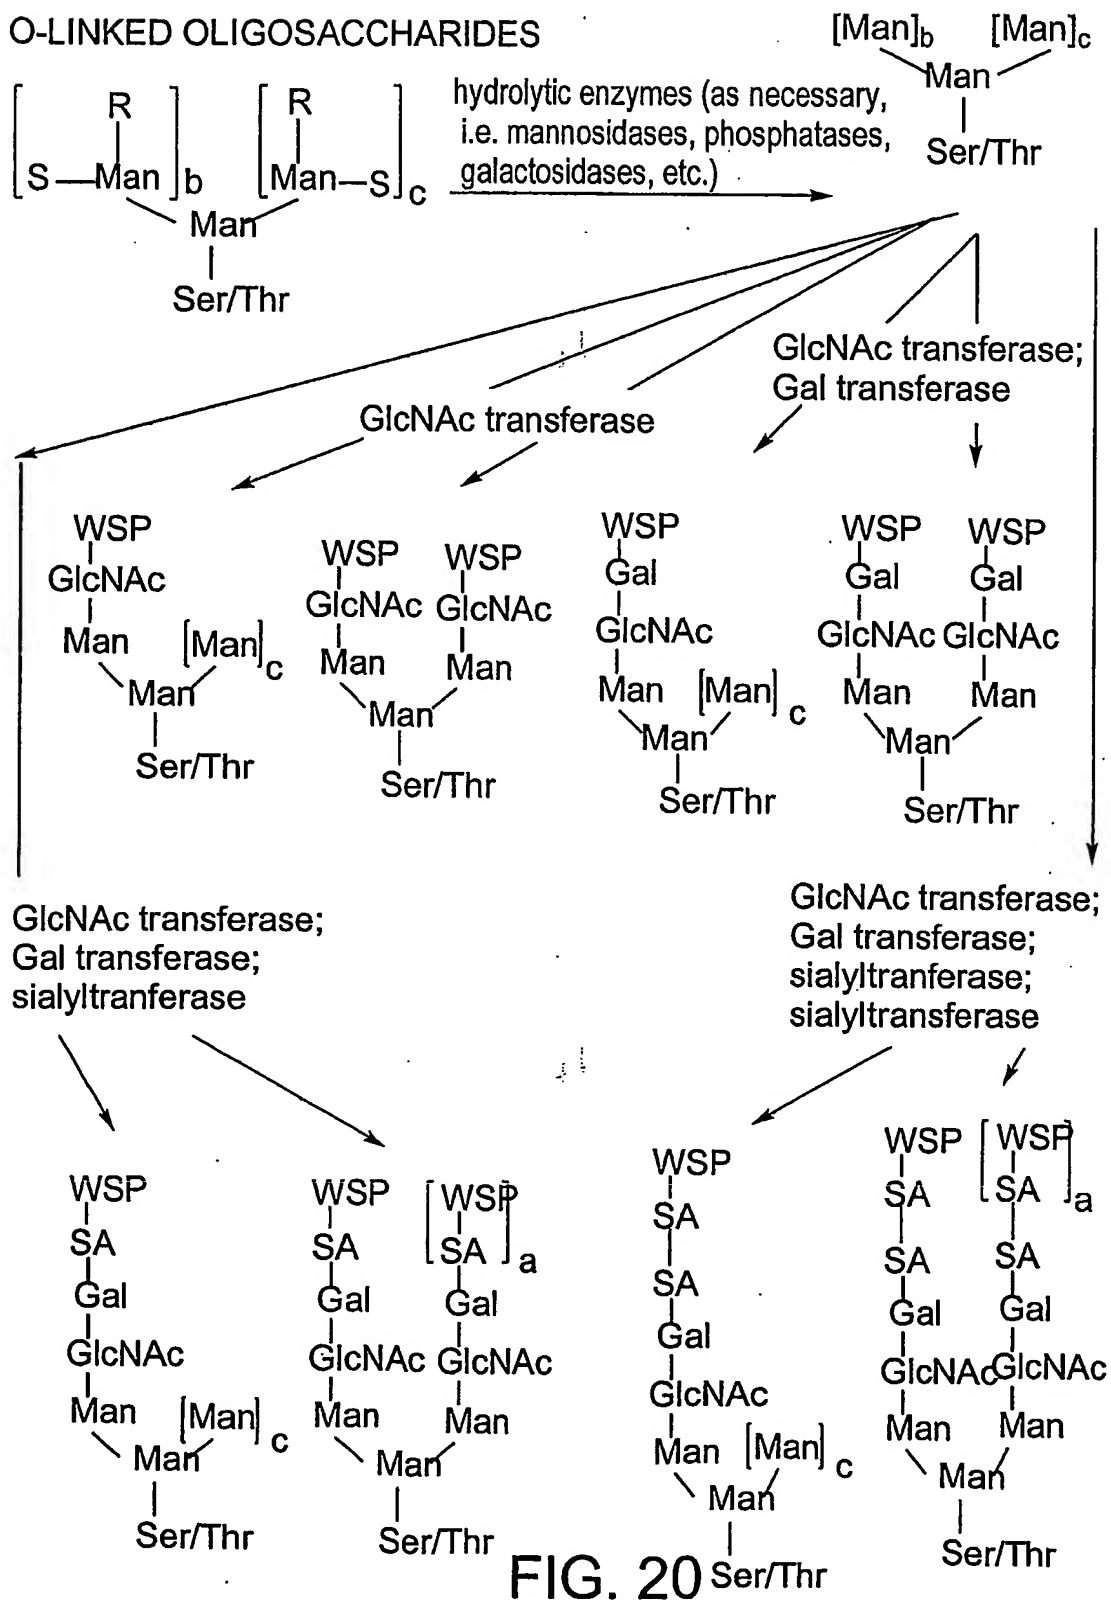 O-LINKED OLIGOSACCHARIDES
[Man]b [Man]c
Man
Ser/Thr
R R
[S—Man]b [Man—S]c
Man
Ser/Thr
hydrolytic enzymes (as necessary,
i.e. mannosidases, phosphatases,
galactosidases, etc.)
GlcNAc transferase
GlcNAc transferase;
Gal transferase
WSP
GlcNAc
Man [Man]c
Man
Ser/Thr
WSP WSP
GlcNAc GlcNAc
Man Man
Man
Ser/Thr
WSP
Gal
GlcNAc
Man [Man]c
Man
Ser/Thr
WSP WSP
Gal Gal
GlcNAc GlcNAc
Man Man
Man
Ser/Thr
GlcNAc transferase;
Gal transferase;
sialyltranferase
GlcNAc transferase;
Gal transferase;
sialyltranferase;
sialyltransferase
WSP
SA
Gal
GlcNAc
Man [Man]c
Man
Ser/Thr
WSP [WSP
SA SA]a
Gal Gal
GlcNAc GlcNAc
Man Man
Man
Ser/Thr
WSP
SA
SA
Gal
GlcNAc
Man [Man]c
Man
Ser/Thr
WSP [WSP
SA SA]a
SA SA
Gal Gal
GlcNAc GlcNAc
Man Man
Man
Ser/Thr
FIG. 20